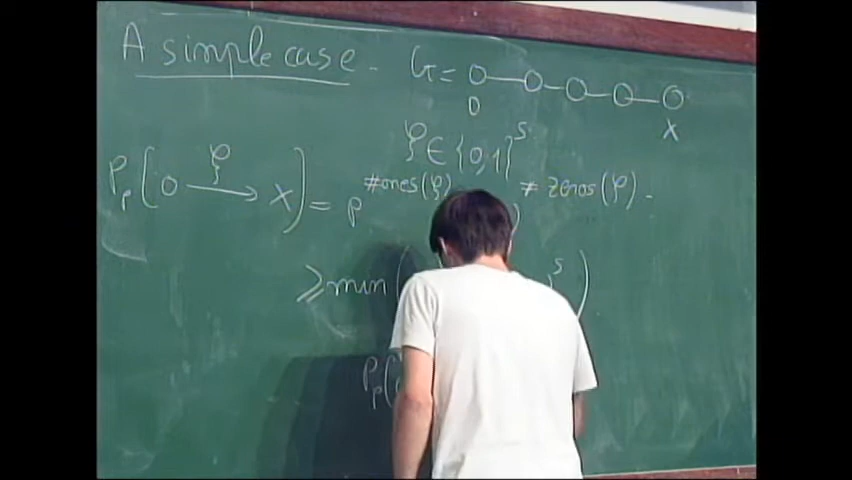 A simple case. G = O—O—O—O—O
0 x
ξ ∈ {0,1}^S
P_p(0 →^ξ x) = p^#ones(ξ) ) ≠ zeros(ξ).
≥ min( s )
P_p(